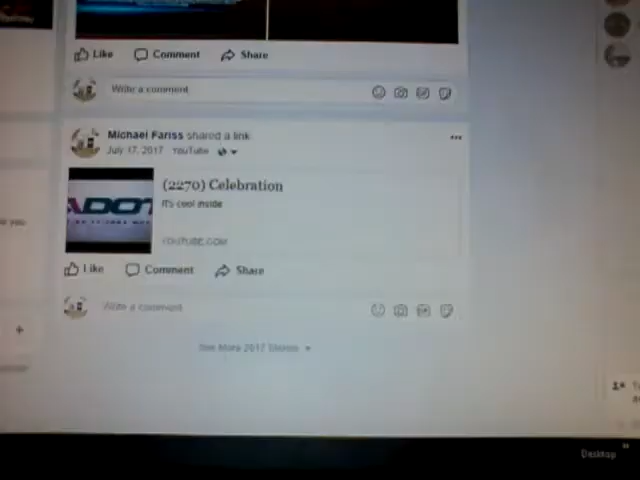 Like Comment Share
Write a comment
Michael Fariss shared a link
July 17, 2017 YouTube
ADOT
(2270) Celebration
It's cool inside
YOUTUBE.COM
Like Comment Share
Write a comment
See More 2017 Stories
Desktop